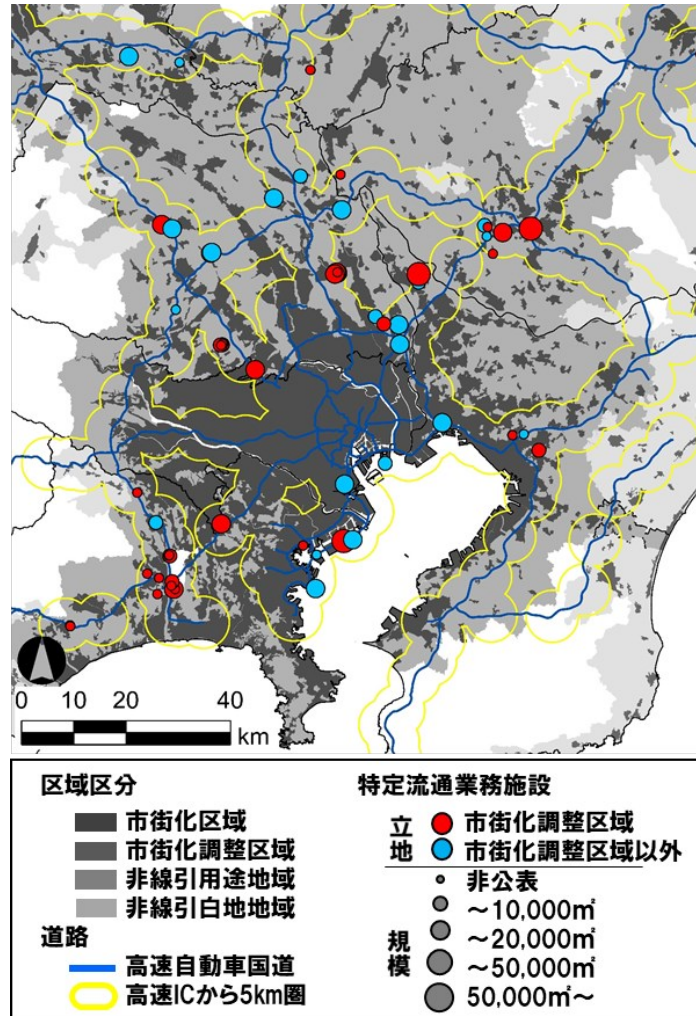 0 10 20 40
km
区域区分
市街化区域
市街化調整区域
非線引用途地域
非線引白地地域
道路
高速自動車国道
高速ICから5km圏
特定流通業務施設
立地
市街化調整区域
市街化調整区域以外
規模
非公表
～10,000㎡
～20,000㎡
～50,000㎡
50,000㎡～